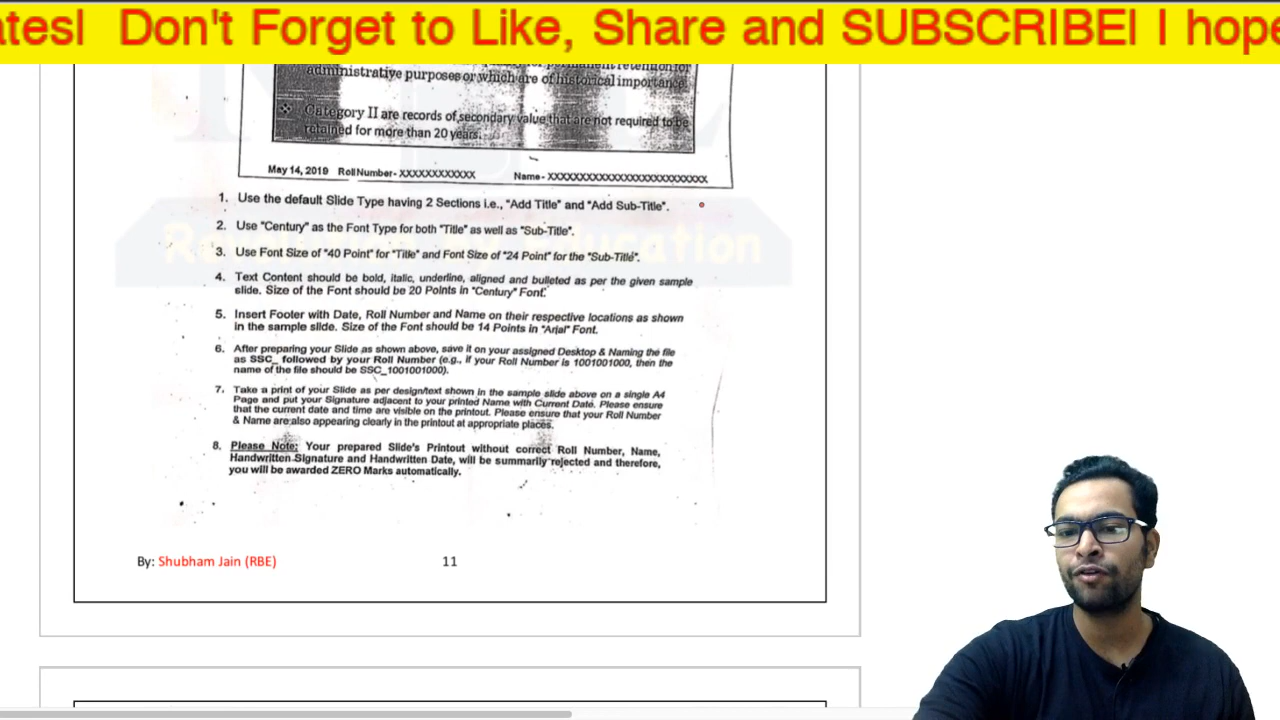 Don't Forget to Like, Share and SUBSCRIBE! I hope
administrative purposes or which are of historical importance.
Category II are records of secondary value that are not required to be
retained for more than 20 years.
May 14, 2019 Roll Number- XXXXXXXXXXXX Name- XXXXXXXXXXXXXXXXXXXXXXXXX
1. Use the default Slide Type having 2 Sections i.e., "Add Title" and "Add Sub-Title".
2. Use "Century" as the Font Type for both "Title" as well as "Sub-Title".
3. Use Font Size of "40 Point" for "Title" and Font Size of "24 Point" for the "Sub-Title".
4. Text Content should be bold, italic, underline, aligned and bulleted as per the given sample
slide. Size of the Font should be 20 Points in "Century" Font.
5. Insert Footer with Date, Roll Number and Name on their respective locations as shown
in the sample slide. Size of the Font should be 14 Points in "Arial" Font.
6. After preparing your Slide as shown above, save it on your assigned Desktop & Naming the file
as SSC_ followed by your Roll Number (e.g., if your Roll Number is 1001001000, then the
name of the file should be SSC_1001001000).
7. Take a print of your Slide as per design/text shown in the sample slide above on a single A4
Page and put your Signature adjacent to your printed Name with Current Date. Please ensure
that the current date and time are visible on the printout. Please ensure that your Roll Number
& Name are also appearing clearly in the printout at appropriate places.
8. Please Note: Your prepared Slide's Printout without correct Roll Number, Name,
Handwritten Signature and Handwritten Date, will be summarily rejected and therefore,
you will be awarded ZERO Marks automatically.
By: Shubham Jain (RBE) 11